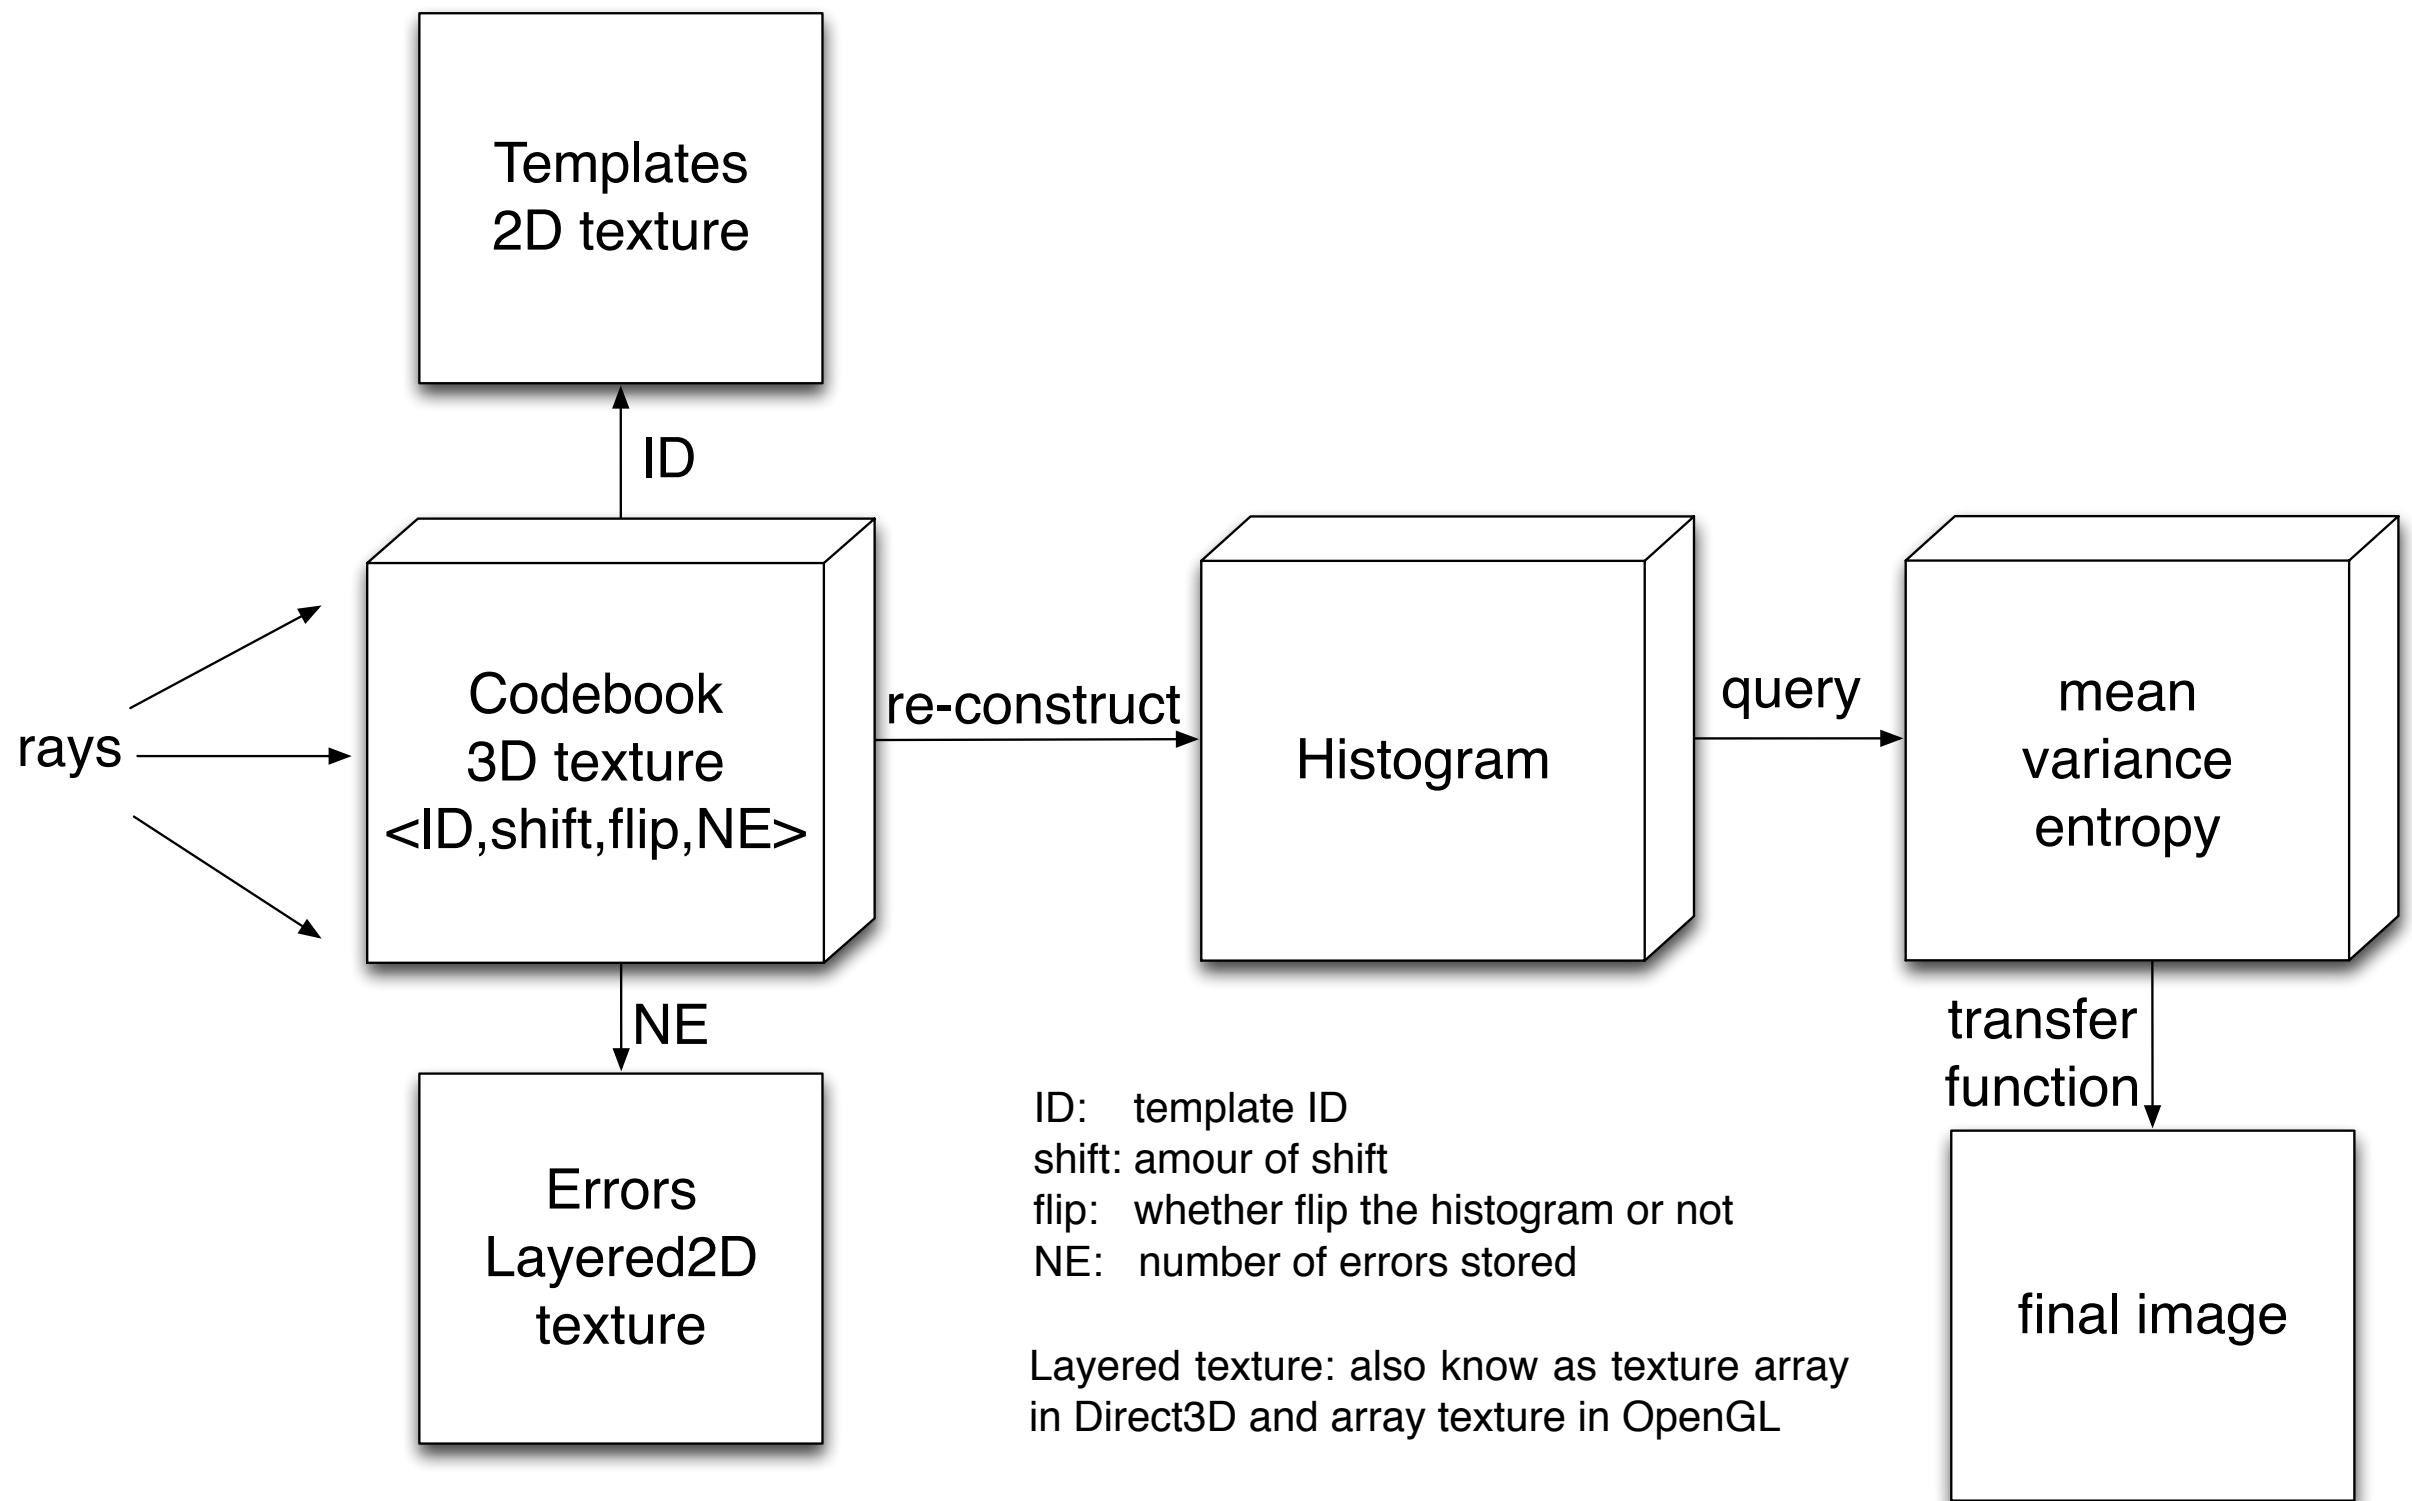 Templates
2D texture
ID
rays
Codebook
3D texture
<ID,shift,flip,NE>
re-construct
Histogram
query
mean
variance
entropy
NE
transfer
function
Errors
Layered2D
texture
ID: template ID
shift: amour of shift
flip: whether flip the histogram or not
NE: number of errors stored
Layered texture: also know as texture array
in Direct3D and array texture in OpenGL
final image